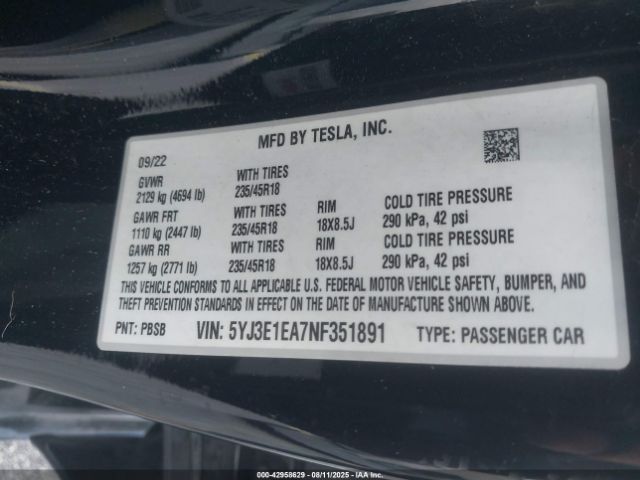 MFD BY TESLA, INC.
09/22
GVWR WITH TIRES
2129 kg (4694 lb) 235/45R18
GAWR FRT WITH TIRES RIM COLD TIRE PRESSURE
1110 kg (2447 lb) 235/45R18 18X8.5J 290 kPa, 42 psi
GAWR RR WITH TIRES RIM COLD TIRE PRESSURE
1257 kg (2771 lb) 235/45R18 18X8.5J 290 kPa, 42 psi
THIS VEHICLE CONFORMS TO ALL APPLICABLE U.S. FEDERAL MOTOR VEHICLE SAFETY, BUMPER, AND
THEFT PREVENTION STANDARDS IN EFFECT ON THE DATE OF MANUFACTURE SHOWN ABOVE.
PNT: PBSB VIN: 5YJ3E1EA7NF351891 TYPE: PASSENGER CAR
000-42958629 - 08/11/2025 - IAA Inc.